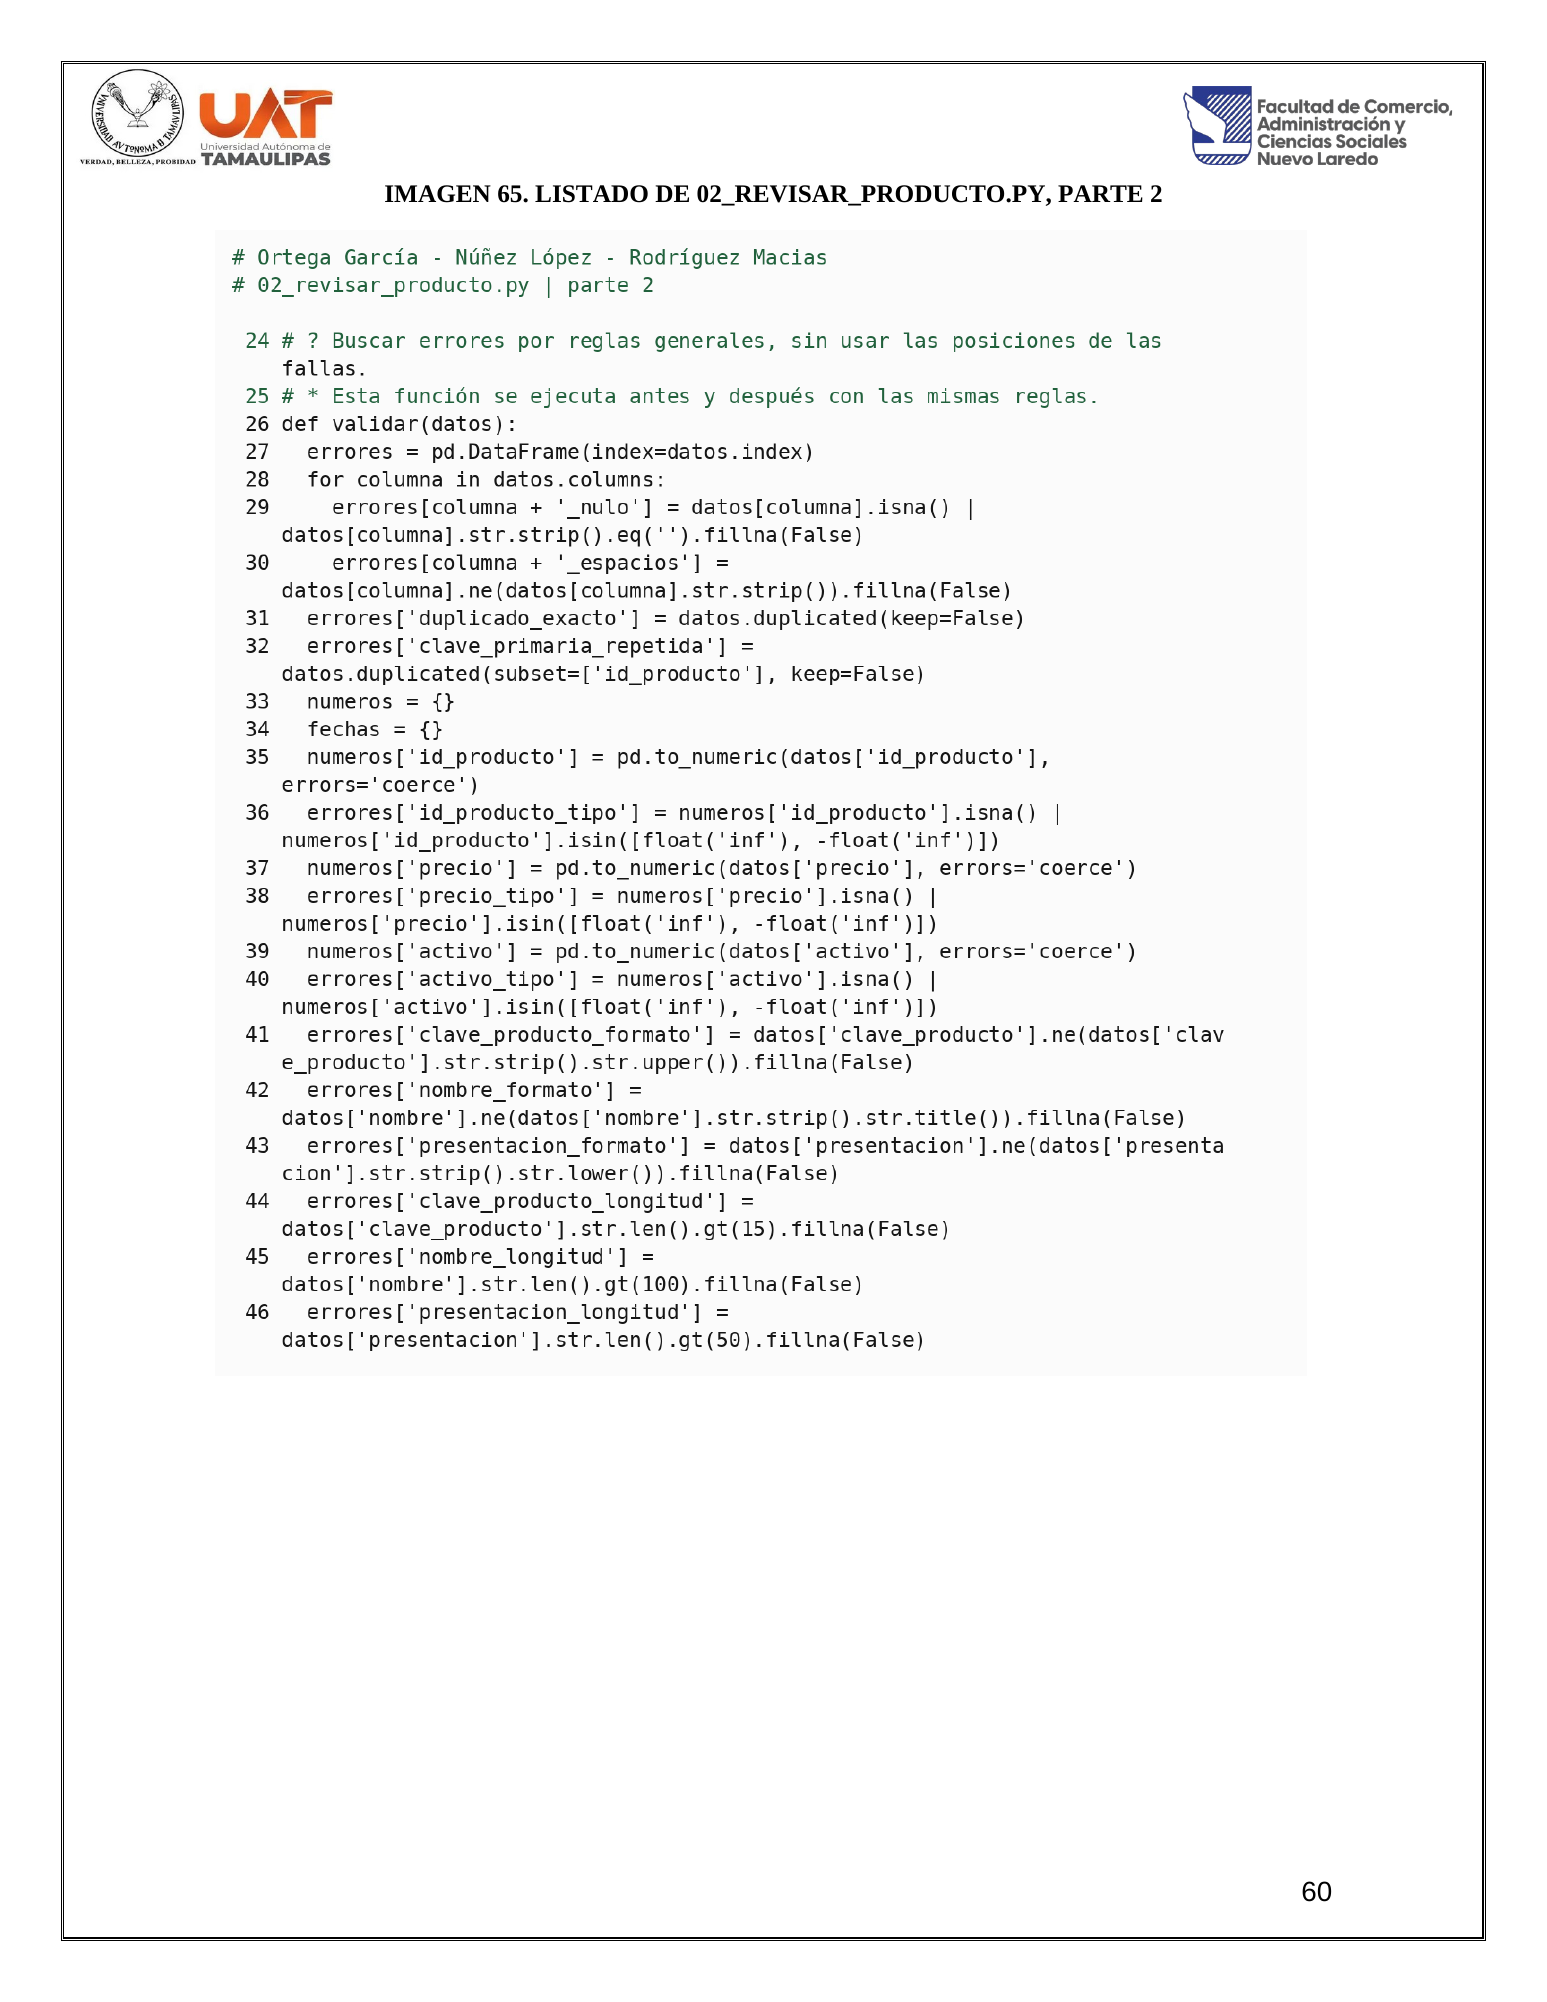 UNIVERSIDAD AVTONOMA D TAMAVLIPAS
VERDAD, BELLEZA, PROBIDAD
UAT
Universidad Autónoma de
TAMAULIPAS
Facultad de Comercio,
Administración y
Ciencias Sociales
Nuevo Laredo
IMAGEN 65. LISTADO DE 02_REVISAR_PRODUCTO.PY, PARTE 2
# Ortega García - Núñez López - Rodríguez Macias
# 02_revisar_producto.py | parte 2
24 # ? Buscar errores por reglas generales, sin usar las posiciones de las
fallas.
25 # * Esta función se ejecuta antes y después con las mismas reglas.
26 def validar(datos):
27   errores = pd.DataFrame(index=datos.index)
28   for columna in datos.columns:
29     errores[columna + '_nulo'] = datos[columna].isna() |
datos[columna].str.strip().eq('').fillna(False)
30     errores[columna + '_espacios'] =
datos[columna].ne(datos[columna].str.strip()).fillna(False)
31   errores['duplicado_exacto'] = datos.duplicated(keep=False)
32   errores['clave_primaria_repetida'] =
datos.duplicated(subset=['id_producto'], keep=False)
33   numeros = {}
34   fechas = {}
35   numeros['id_producto'] = pd.to_numeric(datos['id_producto'],
errors='coerce')
36   errores['id_producto_tipo'] = numeros['id_producto'].isna() |
numeros['id_producto'].isin([float('inf'), -float('inf')])
37   numeros['precio'] = pd.to_numeric(datos['precio'], errors='coerce')
38   errores['precio_tipo'] = numeros['precio'].isna() |
numeros['precio'].isin([float('inf'), -float('inf')])
39   numeros['activo'] = pd.to_numeric(datos['activo'], errors='coerce')
40   errores['activo_tipo'] = numeros['activo'].isna() |
numeros['activo'].isin([float('inf'), -float('inf')])
41   errores['clave_producto_formato'] = datos['clave_producto'].ne(datos['clav
e_producto'].str.strip().str.upper()).fillna(False)
42   errores['nombre_formato'] =
datos['nombre'].ne(datos['nombre'].str.strip().str.title()).fillna(False)
43   errores['presentacion_formato'] = datos['presentacion'].ne(datos['presenta
cion'].str.strip().str.lower()).fillna(False)
44   errores['clave_producto_longitud'] =
datos['clave_producto'].str.len().gt(15).fillna(False)
45   errores['nombre_longitud'] =
datos['nombre'].str.len().gt(100).fillna(False)
46   errores['presentacion_longitud'] =
datos['presentacion'].str.len().gt(50).fillna(False)
60